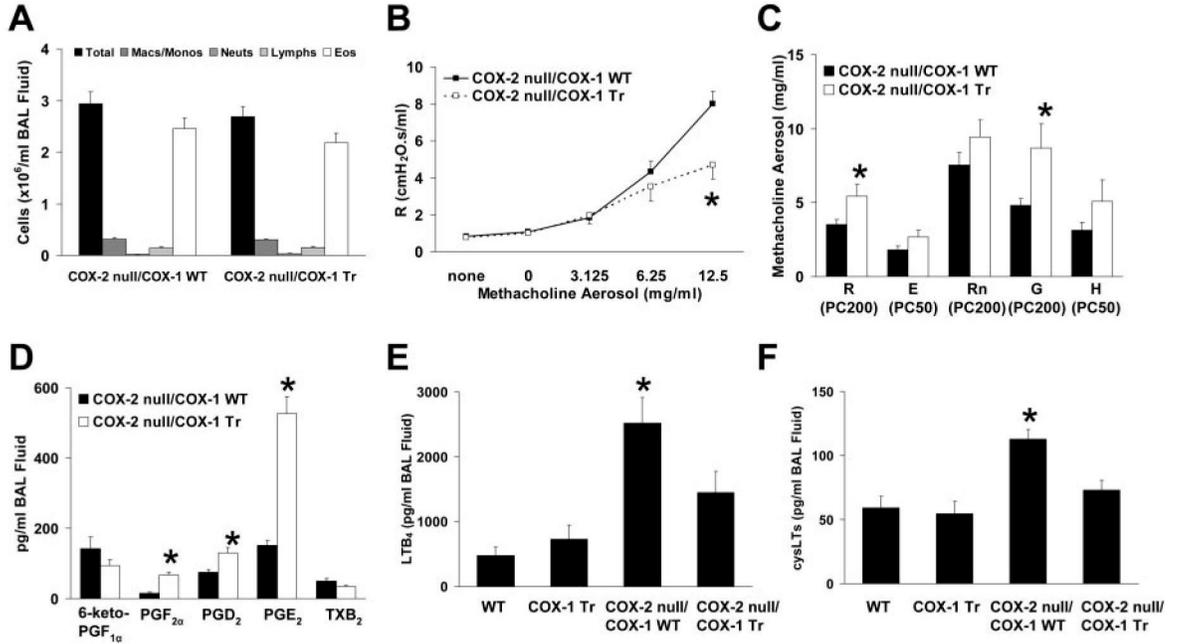 A
Total Macs/Monos Neuts Lymphs Eos
Cells (x10⁶/ml BAL Fluid)
4
3
2
1
0
COX-2 null/COX-1 WT COX-2 null/COX-1 Tr
B
COX-2 null/COX-1 WT
COX-2 null/COX-1 Tr
R (cmH₂O.s/ml)
10
8
6
4
2
0
*
none 0 3.125 6.25 12.5
Methacholine Aerosol (mg/ml)
C
COX-2 null/COX-1 WT
COX-2 null/COX-1 Tr
Methacholine Aerosol (mg/ml)
15
10
5
0
* *
R E Rn G H
(PC200) (PC50) (PC200) (PC200) (PC50)
D
COX-2 null/COX-1 WT
COX-2 null/COX-1 Tr
pg/ml BAL Fluid
600
400
200
0
* * *
6-keto- PGF₂α PGD₂ PGE₂ TXB₂
PGF₁α
E
LTB₄ (pg/ml BAL Fluid)
3000
2000
1000
0
*
WT COX-1 Tr COX-2 null/ COX-2 null/
COX-1 WT COX-1 Tr
F
cysLTs (pg/ml BAL Fluid)
150
100
50
0
*
WT COX-1 Tr COX-2 null/ COX-2 null/
COX-1 WT COX-1 Tr